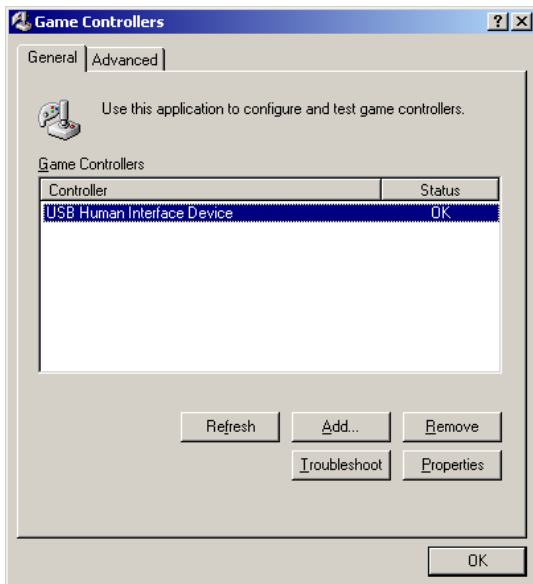 Game Controllers
General Advanced
Use this application to configure and test game controllers.
Game Controllers
Controller Status
USB Human Interface Device OK
Refresh Add... Remove
Troubleshoot Properties
OK